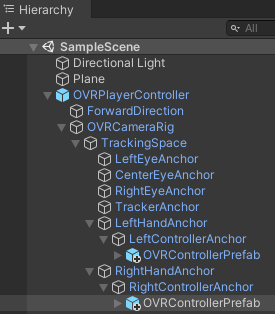 Hierarchy
All
SampleScene
Directional Light
Plane
OVRPlayerController
ForwardDirection
OVRCameraRig
TrackingSpace
LeftEyeAnchor
CenterEyeAnchor
RightEyeAnchor
TrackerAnchor
LeftHandAnchor
LeftControllerAnchor
OVRControllerPrefab
RightHandAnchor
RightControllerAnchor
OVRControllerPrefab